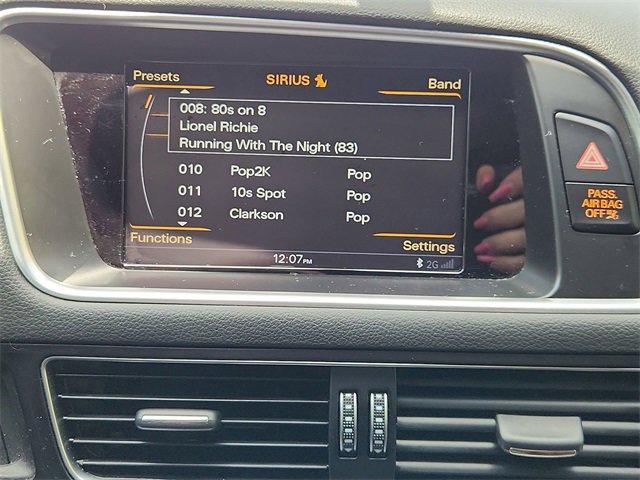 Presets SIRIUS Band
008: 80s on 8
Lionel Richie
Running With The Night (83)
010 Pop2K Pop
011 10s Spot Pop
012 Clarkson Pop
Functions Settings
12:07PM 2G
PASS.
AIR BAG
OFF